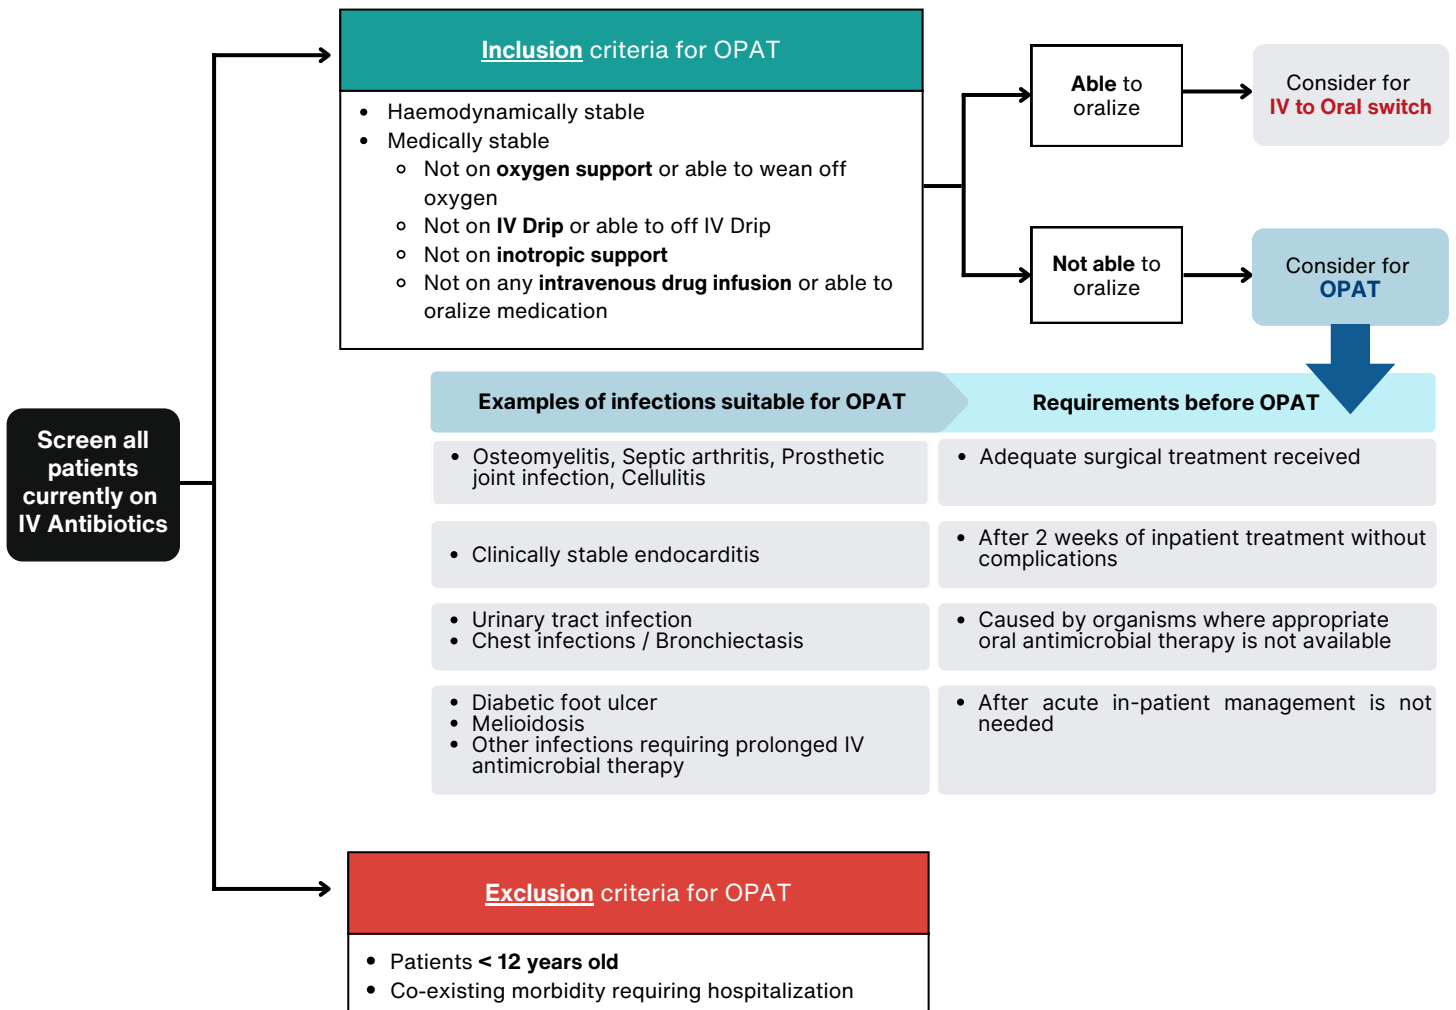 Inclusion criteria for OPAT
• Haemodynamically stable
• Medically stable
Not on oxygen support or able to wean off
oxygen
Not on IV Drip or able to off IV Drip
Not on inotropic support
Not on any intravenous drug infusion or able to
oralize medication
Able to
oralize
Consider for
IV to Oral switch
Not able to
oralize
Consider for
OPAT
Screen all
patients
currently on
IV Antibiotics
Examples of infections suitable for OPAT
Requirements before OPAT
• Osteomyelitis, Septic arthritis, Prosthetic
joint infection, Cellulitis
• Adequate surgical treatment received
• Clinically stable endocarditis
• After 2 weeks of inpatient treatment without
complications
• Urinary tract infection
• Chest infections / Bronchiectasis
• Caused by organisms where appropriate
oral antimicrobial therapy is not available
• Diabetic foot ulcer
• Melioidosis
• Other infections requiring prolonged IV
antimicrobial therapy
• After acute in-patient management is not
needed
Exclusion criteria for OPAT
• Patients < 12 years old
• Co-existing morbidity requiring hospitalization